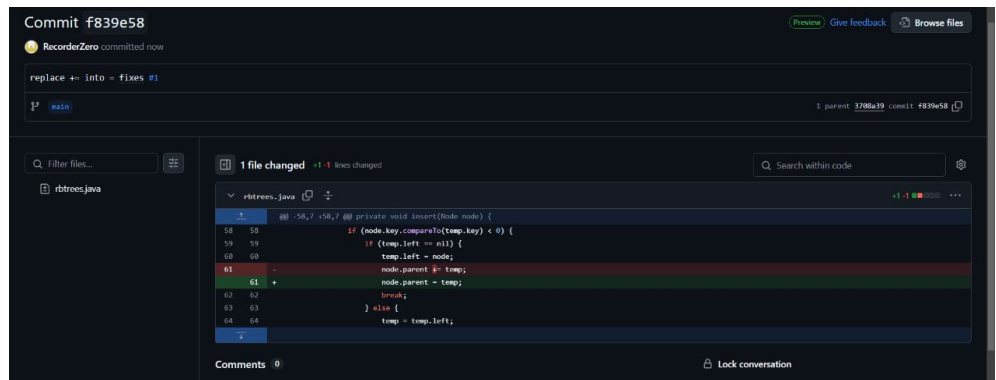 Commit f839e58
Preview Give feedback Browse files
RecorderZero committed now
replace += into = fixes #1
main
1 parent 3708a39 commit f839e58
Filter files...
1 file changed +1 -1 lines changed
Search within code
rbtrees.java
rbtrees.java
+1 -1
@@ -58,7 +58,7 @@ private void insert(Node node) {
58 58 if (node.key.compareTo(temp.key) < 0) {
59 59 if (temp.left == nil) {
60 60 temp.left = node;
61 - node.parent += temp;
61 + node.parent = temp;
62 62 break;
63 63 } else {
64 64 temp = temp.left;
Comments 0
Lock conversation